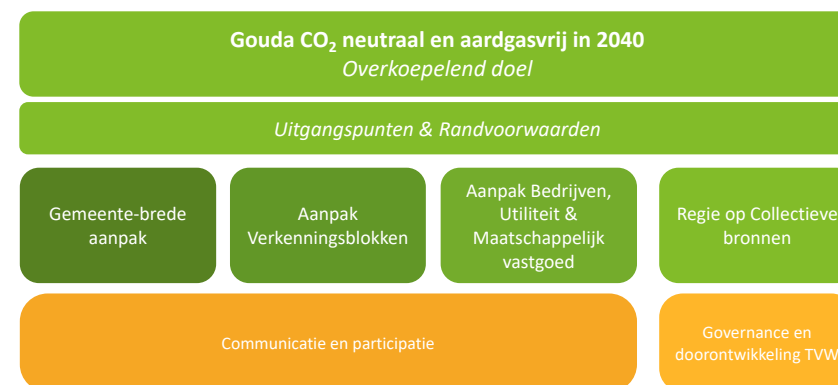 Gouda CO₂ neutraal en aardgasvrij in 2040
Overkoepelend doel
Uitgangspunten & Randvoorwaarden
Gemeente-brede
aanpak
Aanpak
Verkenningsblokken
Aanpak Bedrijven,
Utiliteit &
Maatschappelijk
vastgoed
Regie op Collectieve
bronnen
Communicatie en participatie
Governance en
doorontwikkeling TVW